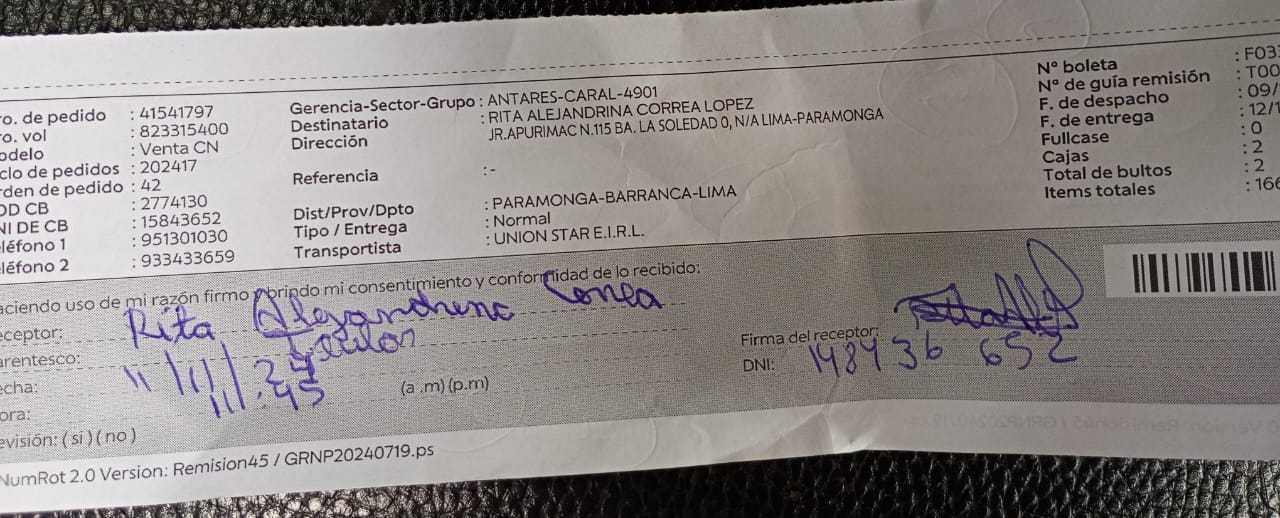 ro. de pedido : 41541797
ro. vol : 823315400
odelo : Venta CN
clo de pedidos : 202417
rden de pedido : 42
OD CB : 2774130
NI DE CB : 15843652
eléfono 1 : 951301030
eléfono 2 : 933433659
Gerencia-Sector-Grupo : ANTARES-CARAL-4901
Destinatario : RITA ALEJANDRINA CORREA LOPEZ
Dirección JR.APURIMAC N.115 BA. LA SOLEDAD 0, N/A LIMA-PARAMONGA
Referencia : -
Dist/Prov/Dpto : PARAMONGA-BARRANCA-LIMA
Tipo / Entrega : Normal
Transportista : UNION STAR E.I.R.L.
N° boleta : F03
N° de guía remisión : T00
F. de despacho : 09/
F. de entrega : 12/
Fullcase : 0
Cajas : 2
Total de bultos : 2
Items totales : 166
aciendo uso de mi razón firmo brindo mi consentimiento y conformidad de lo recibido:
eceptor: Rita Alejandrina Correa
arentesco:
echa: 11/11/.24
ora: 111.45 (a .m) (p.m)
evisión: ( si ) ( no )
Firma del receptor:
DNI:
NumRot 2.0 Version: Remision45 / GRNP20240719.ps